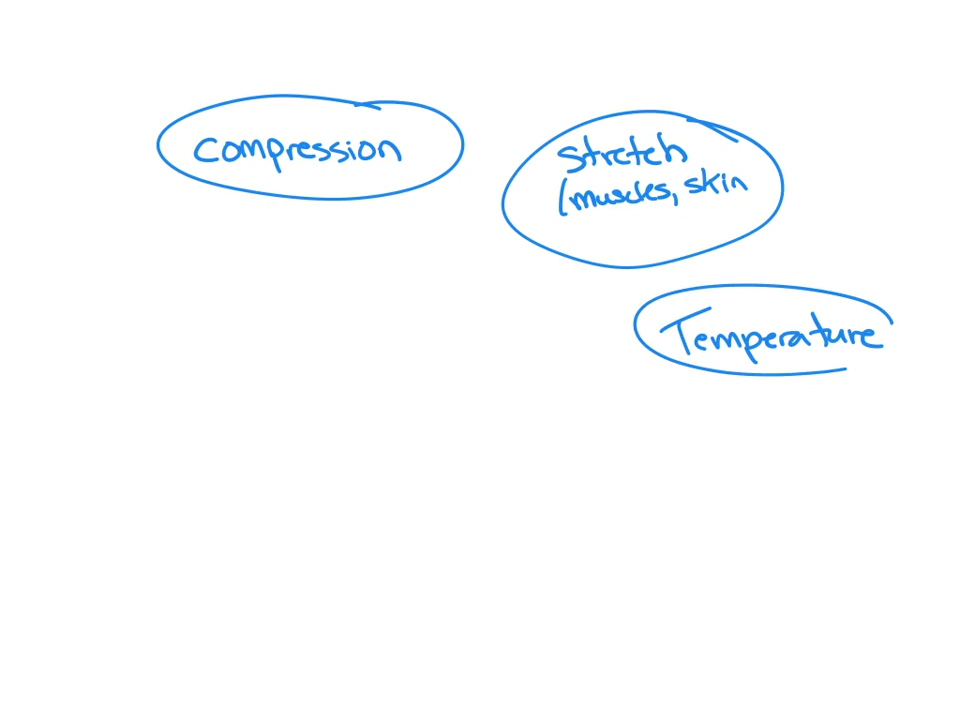 Compression
Stretch
(muscles, skin
Temperature